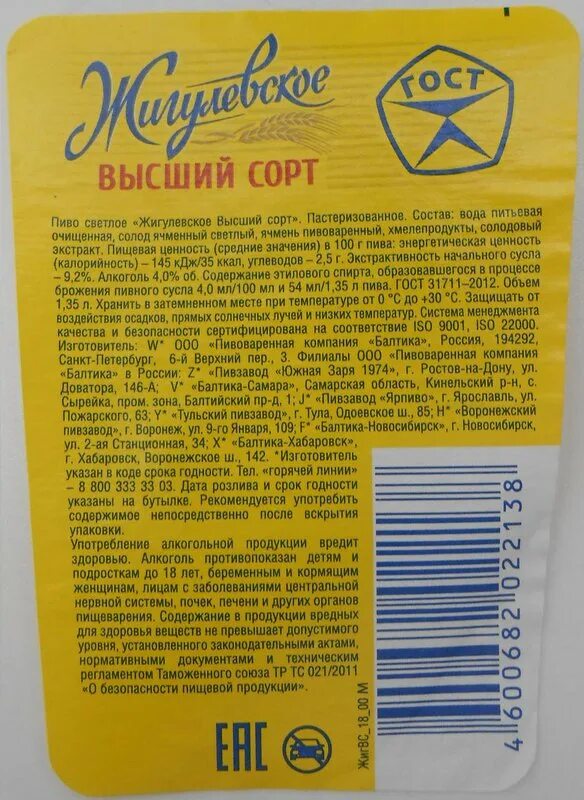 Жигулевское
ГОСТ
ВЫСШИЙ СОРТ
Пиво светлое «Жигулевское Высший сорт». Пастеризованное. Состав: вода питьевая
очищенная, солод ячменный светлый, ячмень пивоваренный, хмелепродукты, солодовый
экстракт. Пищевая ценность (средние значения) в 100 г пива: энергетическая ценность
(калорийность) – 145 кДж/35 ккал, углеводов – 2,5 г. Экстрактивность начального сусла
– 9,2%. Алкоголь 4,0% об. Содержание этилового спирта, образовавшегося в процессе
брожения пивного сусла 4,0 мл/100 мл и 54 мл/1,35 л пива. ГОСТ 31711–2012. Объем
1,35 л. Хранить в затемненном месте при температуре от 0 °С до +30 °С. Защищать от
воздействия осадков, прямых солнечных лучей и низких температур. Система менеджмента
качества и безопасности сертифицирована на соответствие ISO 9001, ISO 22000.
Изготовитель: W* ООО «Пивоваренная компания «Балтика», Россия, 194292,
Санкт-Петербург, 6-й Верхний пер., 3. Филиалы ООО «Пивоваренная компания
«Балтика» в России: Z* «Пивзавод «Южная Заря 1974», г. Ростов-на-Дону, ул.
Доватора, 146-А; V* «Балтика-Самара», Самарская область, Кинельский р-н, с.
Сырейка, пром. зона, Балтийский пр-д, 1; J* «Пивзавод «Ярпиво», г. Ярославль, ул.
Пожарского, 63; Y* «Тульский пивзавод», г. Тула, Одоевское ш., 85; H* «Воронежский
пивзавод», г. Воронеж, ул. 9-го Января, 109; F* «Балтика-Новосибирск», г. Новосибирск,
ул. 2-ая Станционная, 34; X* «Балтика-Хабаровск»,
г. Хабаровск, Воронежское ш., 142. *Изготовитель
указан в коде срока годности. Тел. «горячей линии»
– 8 800 333 33 03. Дата розлива и срок годности
указаны на бутылке. Рекомендуется употребить
содержимое непосредственно после вскрытия
упаковки.
Употребление алкогольной продукции вредит
здоровью. Алкоголь противопоказан детям и
подросткам до 18 лет, беременным и кормящим
женщинам, лицам с заболеваниями центральной
нервной системы, почек, печени и других органов
пищеварения. Содержание в продукции вредных
для здоровья веществ не превышает допустимого
уровня, установленного законодательными актами,
нормативными документами и техническим
регламентом Таможенного союза ТР ТС 021/2011
«О безопасности пищевой продукции».
ЕАС
ЖигВС_18_00 М
4 600682 022138